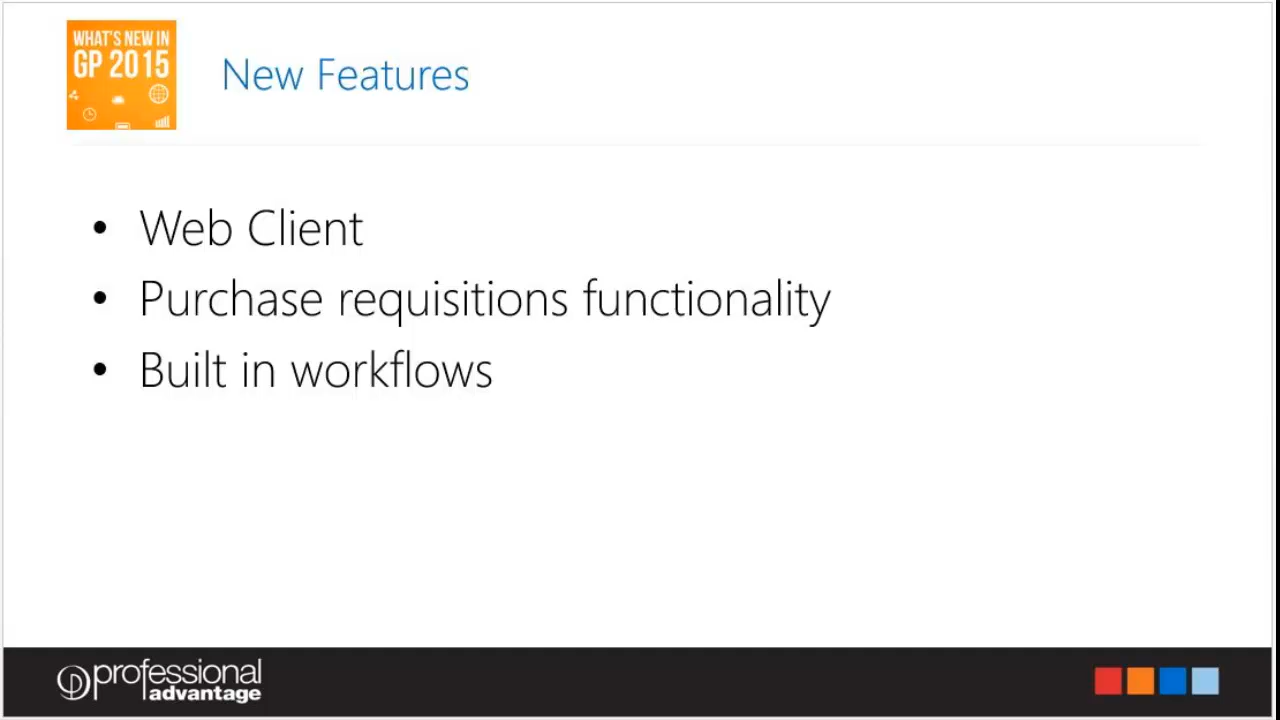 WHAT'S NEW IN
GP 2015
New Features
• Web Client
• Purchase requisitions functionality
• Built in workflows
professional
advantage